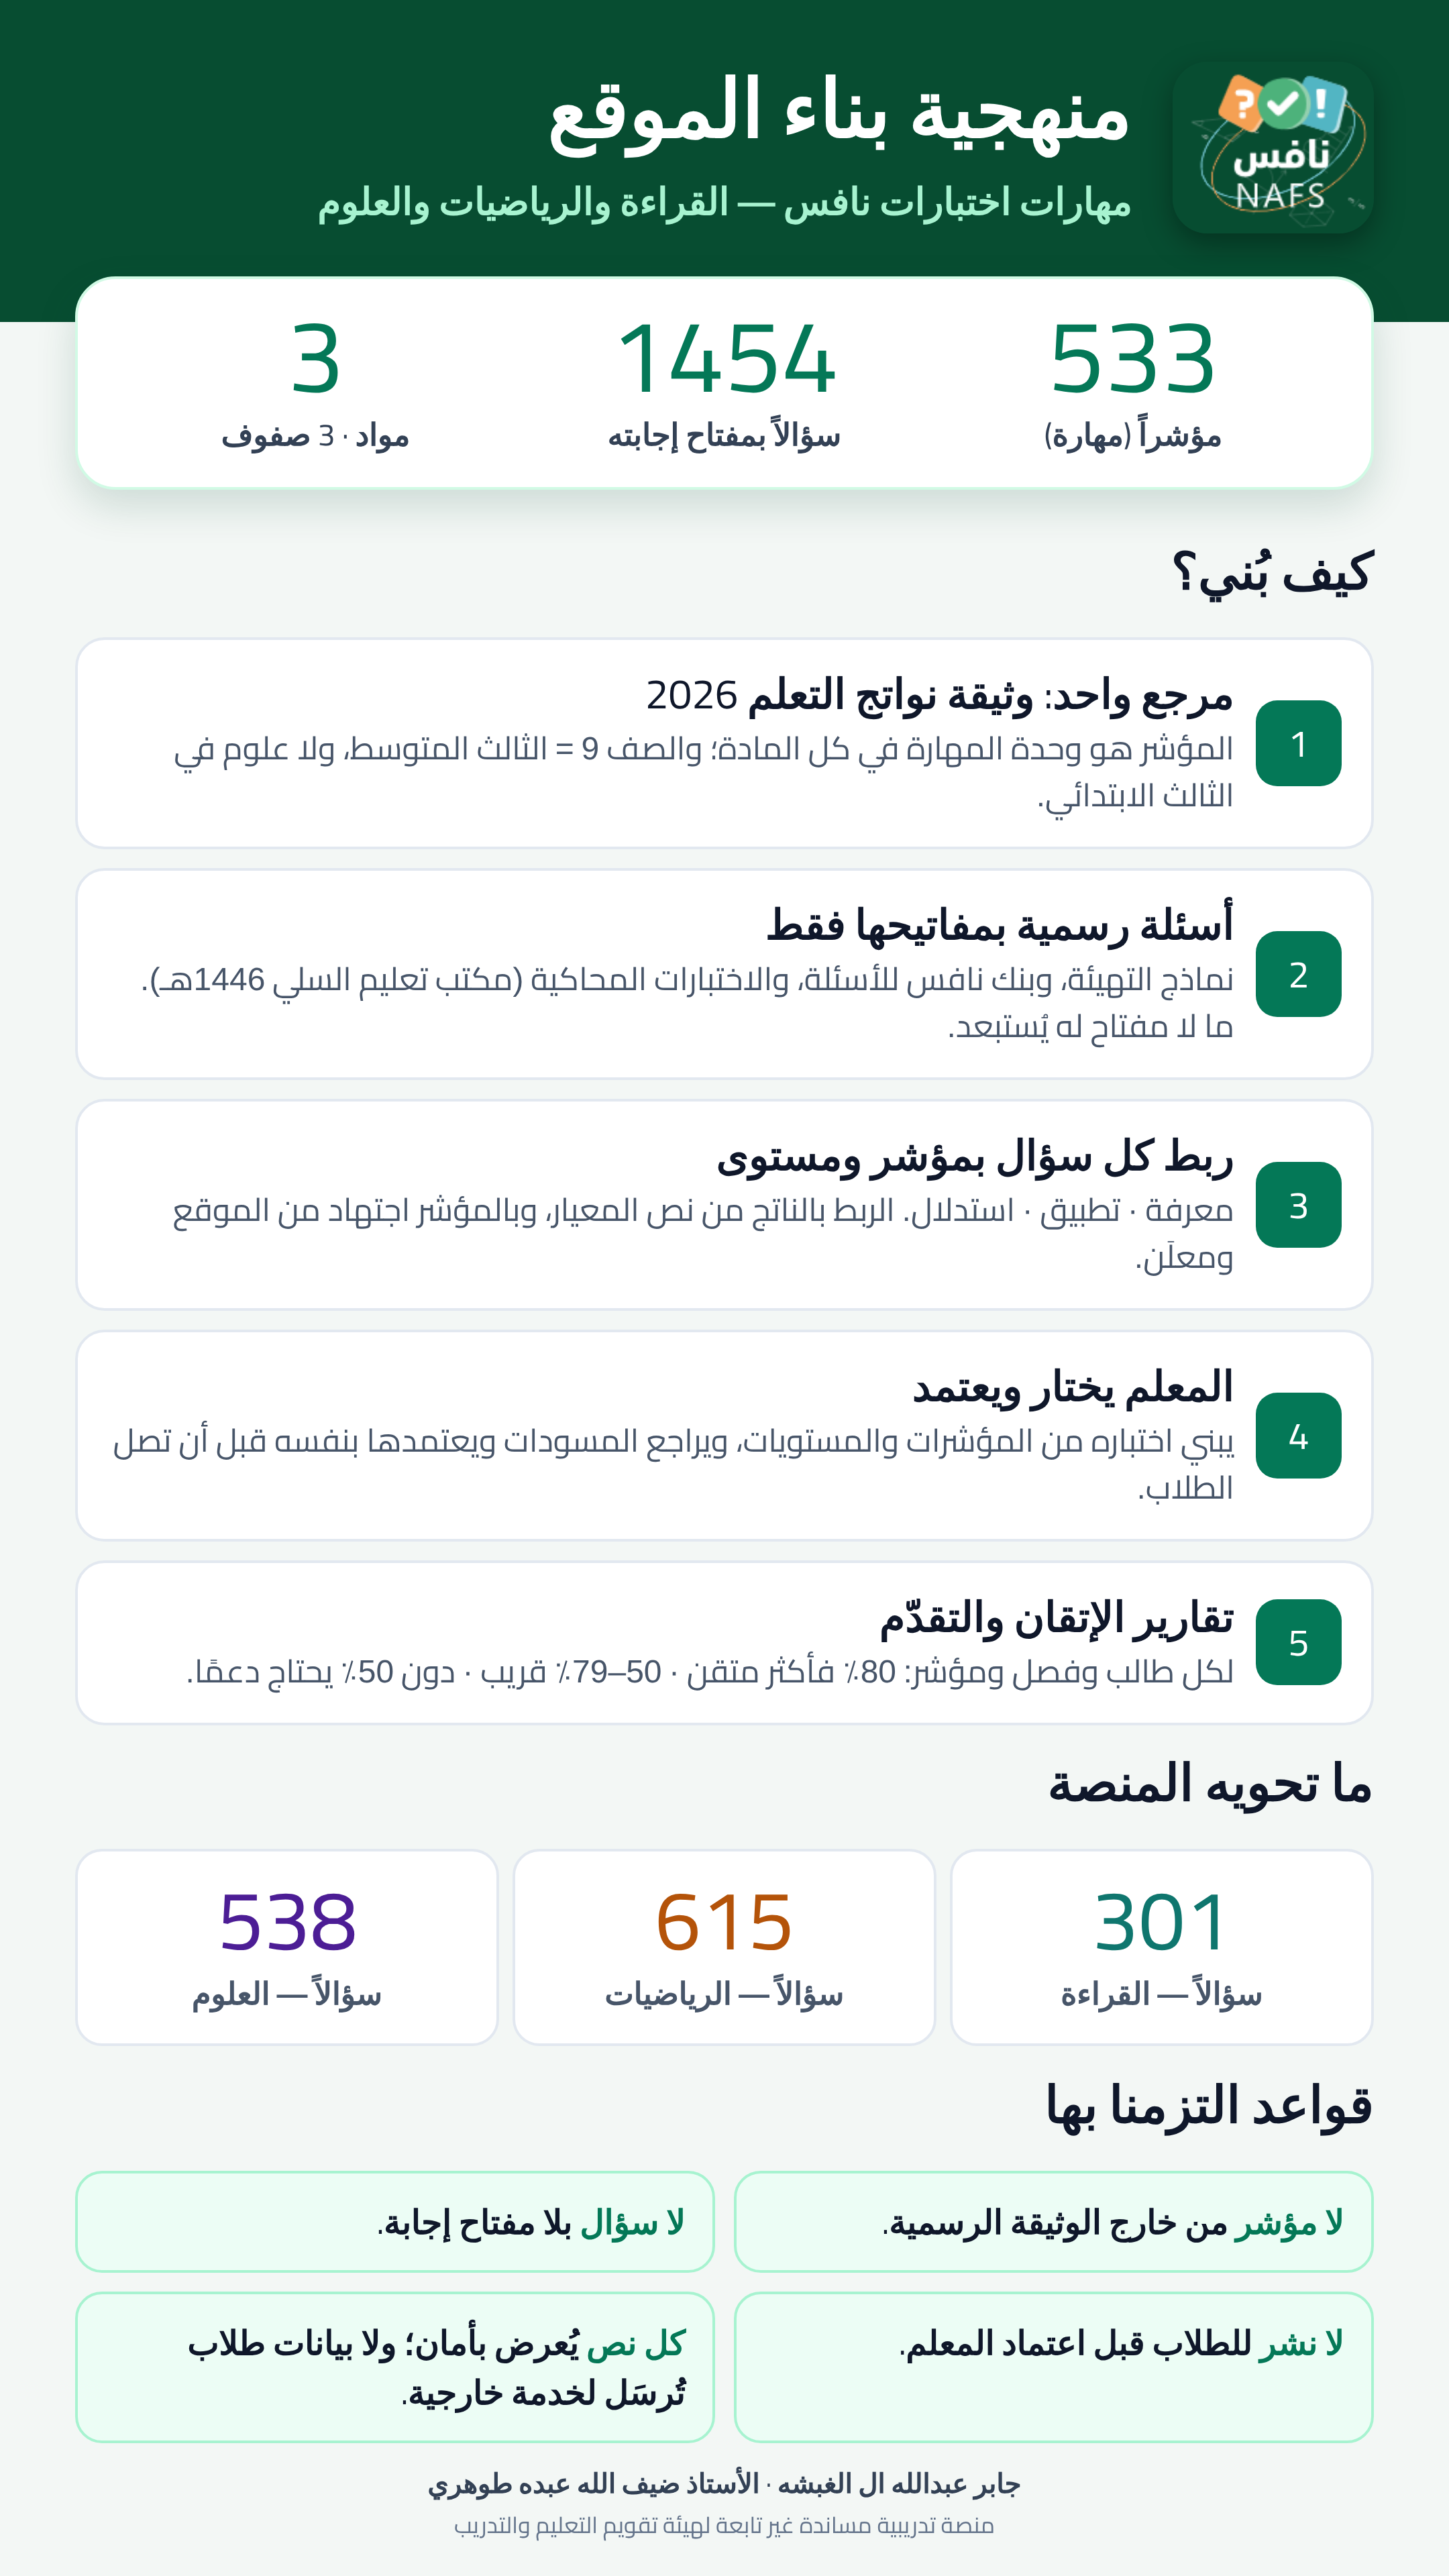 ? !
نافس
NAFS
منهجية بناء الموقع
مهارات اختبارات نافس — القراءة والرياضيات والعلوم
533
مؤشراً (مهارة)
1454
سؤالاً بمفتاح إجابته
3
مواد · 3 صفوف
كيف بُني؟
1
مرجع واحد: وثيقة نواتج التعلم 2026
المؤشر هو وحدة المهارة في كل المادة؛ والصف 9 = الثالث المتوسط، ولا علوم في
الثالث الابتدائي.
2
أسئلة رسمية بمفاتيحها فقط
نماذج التهيئة، وبنك نافس للأسئلة، والاختبارات المحاكية (مكتب تعليم السلي 1446هـ).
ما لا مفتاح له يُستبعد.
3
ربط كل سؤال بمؤشر ومستوى
معرفة · تطبيق · استدلال. الربط بالناتج من نص المعيار، وبالمؤشر اجتهاد من الموقع
ومعلَن.
4
المعلم يختار ويعتمد
يبني اختباره من المؤشرات والمستويات، ويراجع المسودات ويعتمدها بنفسه قبل أن تصل
الطلاب.
5
تقارير الإتقان والتقدّم
لكل طالب وفصل ومؤشر: 80٪ فأكثر متقن · 50–79٪ قريب · دون 50٪ يحتاج دعمًا.
ما تحويه المنصة
301
سؤالاً — القراءة
615
سؤالاً — الرياضيات
538
سؤالاً — العلوم
قواعد التزمنا بها
لا مؤشر من خارج الوثيقة الرسمية.
لا سؤال بلا مفتاح إجابة.
لا نشر للطلاب قبل اعتماد المعلم.
كل نص يُعرض بأمان؛ ولا بيانات طلاب
تُرسَل لخدمة خارجية.
جابر عبدالله ال الغبشه · الأستاذ ضيف الله عبده طوهري
منصة تدريبية مساندة غير تابعة لهيئة تقويم التعليم والتدريب